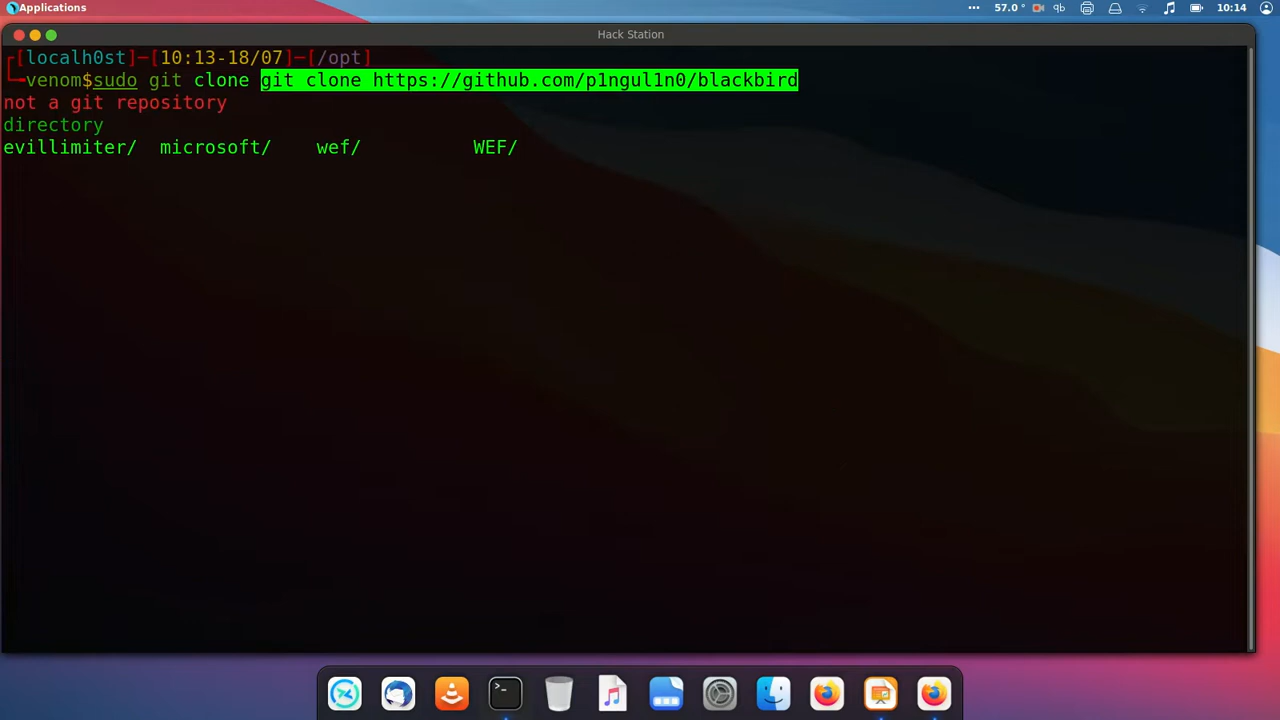 Applications
57.0 °
qb
10:14
Hack Station
[localh0st]─[10:13-18/07]─[/opt]
venom$sudo git clone git clone https://github.com/p1ngul1n0/blackbird
not a git repository
directory
evillimiter/ microsoft/ wef/ WEF/